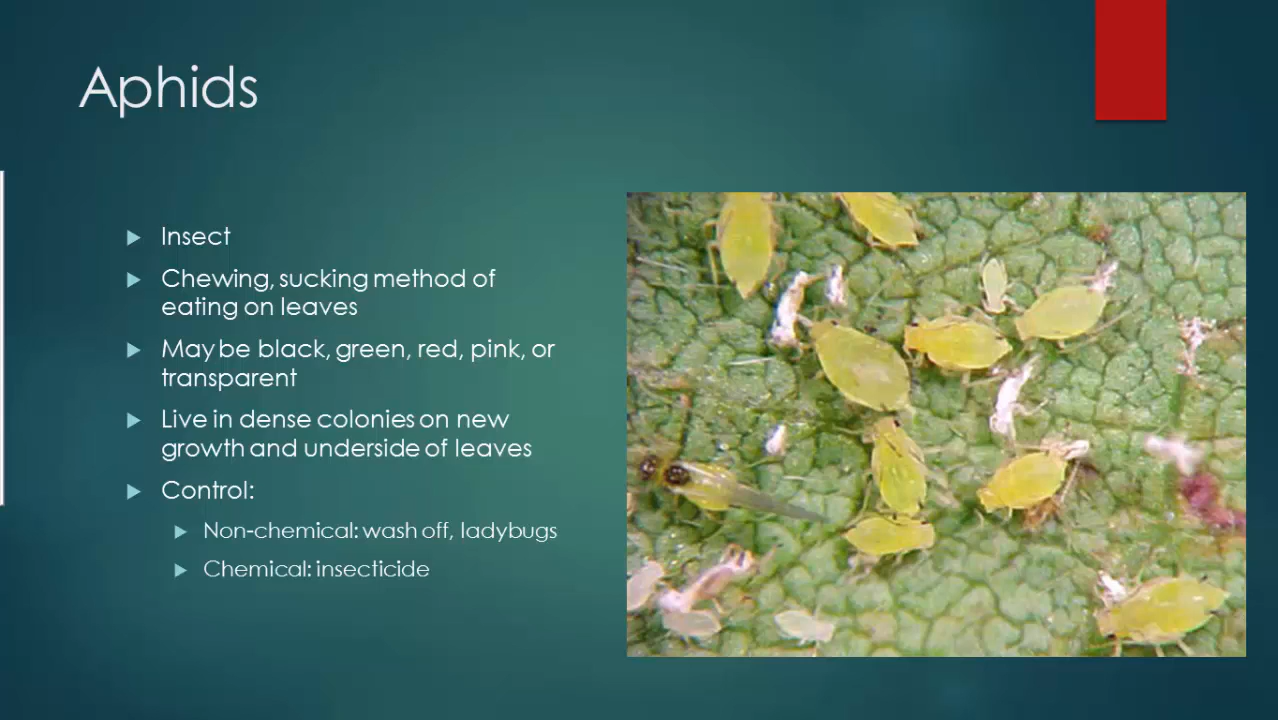 Aphids
Insect
Chewing, sucking method of
eating on leaves
May be black, green, red, pink, or
transparent
Live in dense colonies on new
growth and underside of leaves
Control:
Non-chemical: wash off, ladybugs
Chemical: insecticide